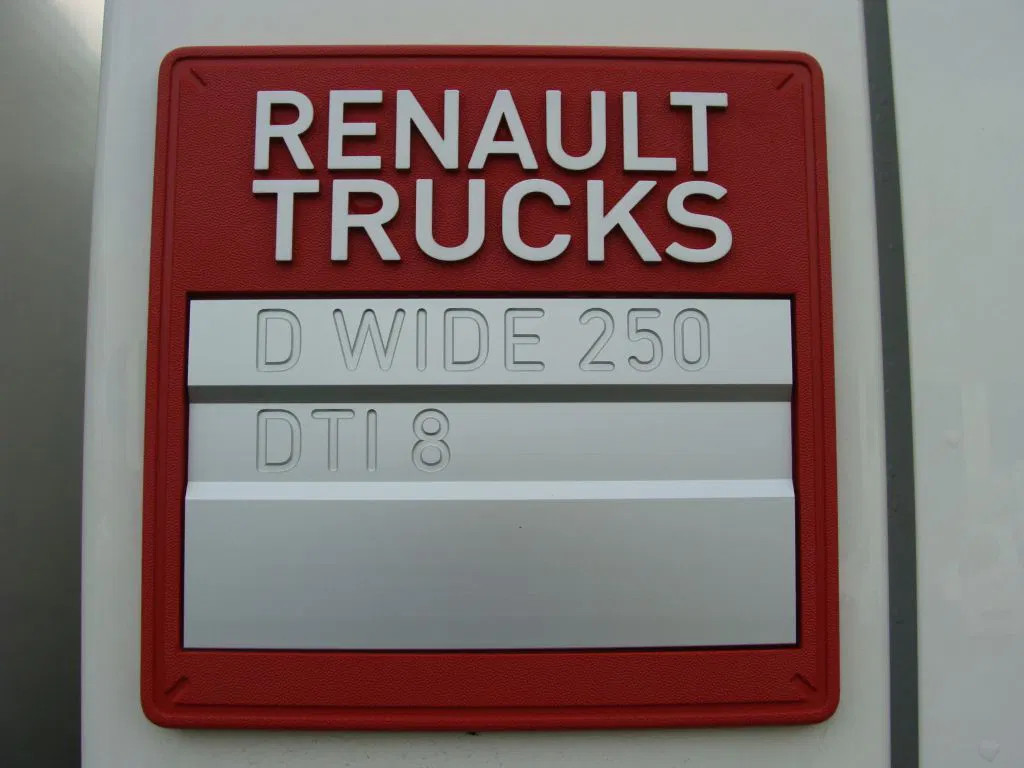 RENAULT
TRUCKS
D WIDE 250
DTI 8